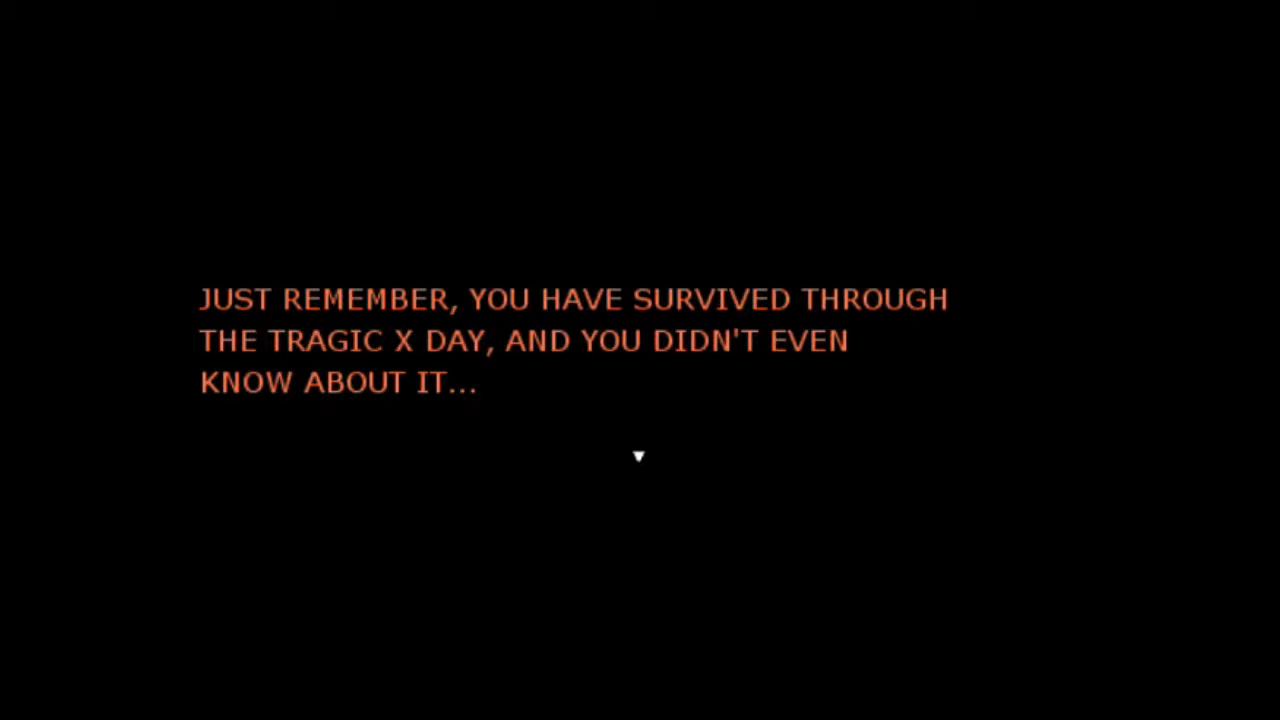 JUST REMEMBER, YOU HAVE SURVIVED THROUGH
THE TRAGIC X DAY, AND YOU DIDN'T EVEN
KNOW ABOUT IT...